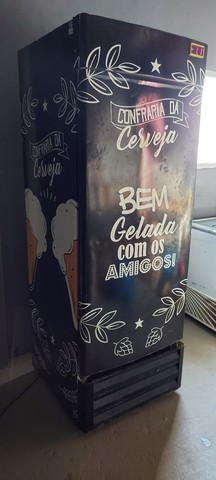 CONFRARIA DA
Cerveja
CONFRARIA DA
Cerveja
BEM
Gelada
COM OS
AMIGOS!